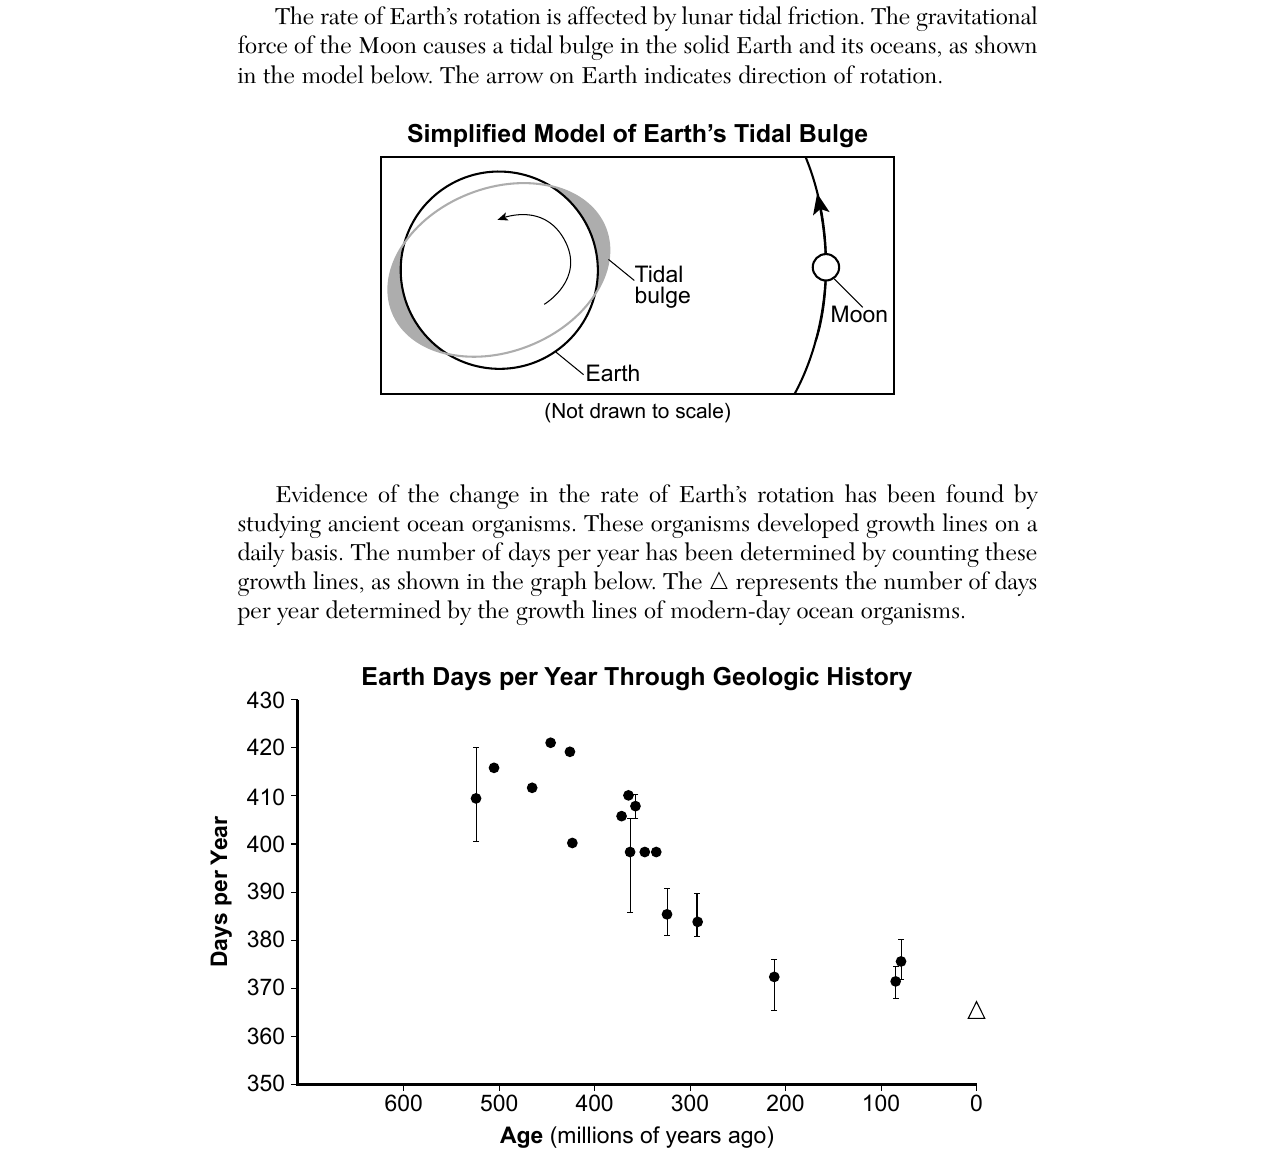 The rate of Earth’s rotation is affected by lunar tidal friction. The gravitational
force of the Moon causes a tidal bulge in the solid Earth and its oceans, as shown
in the model below. The arrow on Earth indicates direction of rotation.
Simplified Model of Earth’s Tidal Bulge
Tidal
bulge
Moon
Earth
(Not drawn to scale)
Evidence of the change in the rate of Earth’s rotation has been found by
studying ancient ocean organisms. These organisms developed growth lines on a
daily basis. The number of days per year has been determined by counting these
growth lines, as shown in the graph below. The △ represents the number of days
per year determined by the growth lines of modern-day ocean organisms.
Earth Days per Year Through Geologic History
Days per Year
430
420
410
400
390
380
370
360
350
600 500 400 300 200 100 0
Age (millions of years ago)